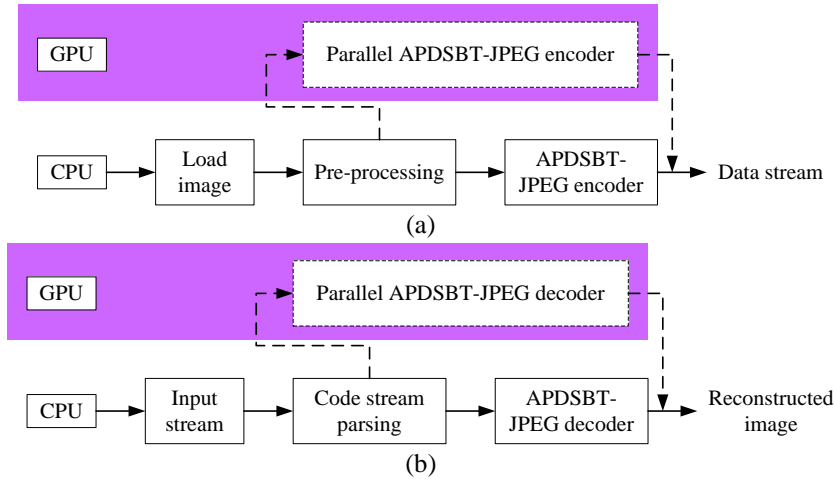 GPU
Parallel APDSBT-JPEG encoder
CPU
Load
image
Pre-processing
APDSBT-
JPEG encoder
Data stream
(a)
GPU
Parallel APDSBT-JPEG decoder
CPU
Input
stream
Code stream
parsing
APDSBT-
JPEG decoder
Reconstructed
image
(b)